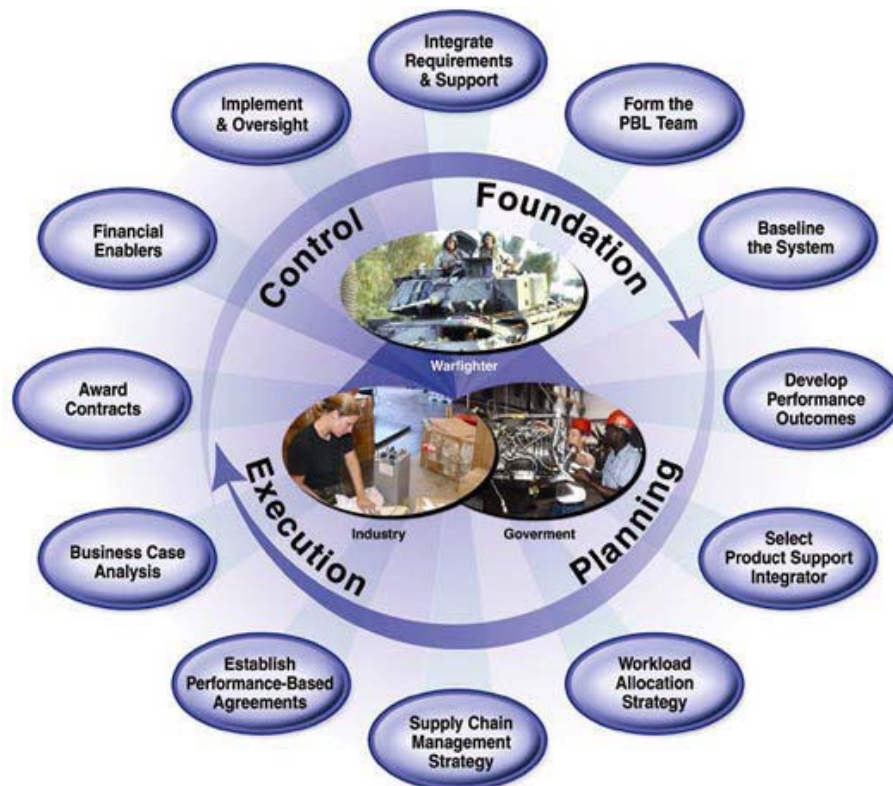 Integrate
Requirements
& Support
Form the
PBL Team
Baseline
the System
Develop
Performance
Outcomes
Select
Product Support
Integrator
Workload
Allocation
Strategy
Supply Chain
Management
Strategy
Establish
Performance-Based
Agreements
Business Case
Analysis
Award
Contracts
Financial
Enablers
Implement
& Oversight
Control
Foundation
Planning
Execution
Warfighter
Industry
Goverment